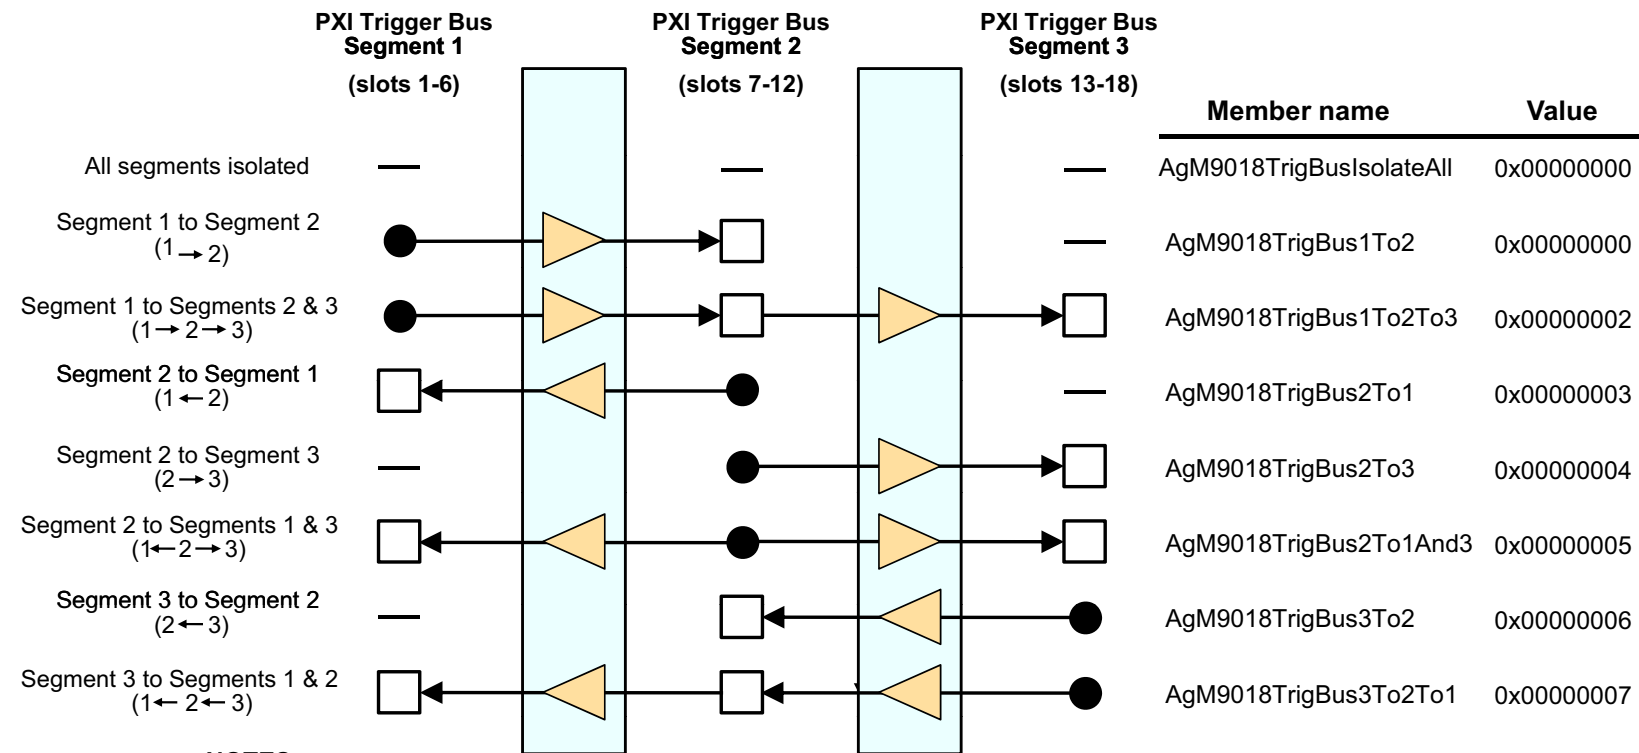 PXI Trigger Bus PXI Trigger Bus PXI Trigger Bus
Segment 1 Segment 2 Segment 3
(slots 1-6) (slots 7-12) (slots 13-18)
Member name Value
All segments isolated AgM9018TrigBusIsolateAll 0x00000000
Segment 1 to Segment 2
(1 → 2) AgM9018TrigBus1To2 0x00000000
Segment 1 to Segments 2 & 3
(1 → 2 → 3) AgM9018TrigBus1To2To3 0x00000002
Segment 2 to Segment 1
(1 ← 2) AgM9018TrigBus2To1 0x00000003
Segment 2 to Segment 3
(2 → 3) AgM9018TrigBus2To3 0x00000004
Segment 2 to Segments 1 & 3
(1 ← 2 → 3) AgM9018TrigBus2To1And3 0x00000005
Segment 3 to Segment 2
(2 ← 3) AgM9018TrigBus3To2 0x00000006
Segment 3 to Segments 1 & 2
(1 ← 2 ← 3) AgM9018TrigBus3To2To1 0x00000007